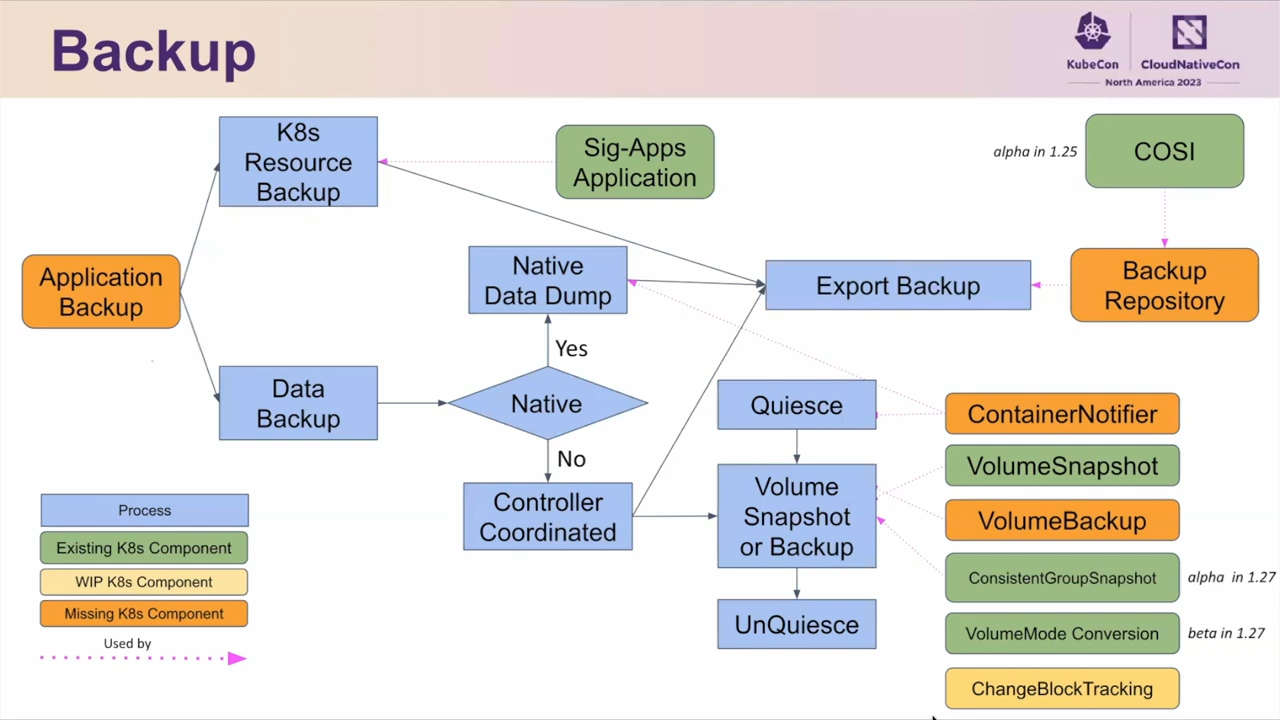 Backup
KubeCon
CloudNativeCon
North America 2023
K8s
Resource
Backup
Sig-Apps
Application
alpha in 1.25
COSI
Application
Backup
Native
Data Dump
Export Backup
Backup
Repository
Yes
Data
Backup
Native
Quiesce
ContainerNotifier
No
VolumeSnapshot
Controller
Coordinated
Volume
Snapshot
or Backup
VolumeBackup
Process
Existing K8s Component
WIP K8s Component
Missing K8s Component
Used by
ConsistentGroupSnapshot
alpha in 1.27
UnQuiesce
VolumeMode Conversion
beta in 1.27
ChangeBlockTracking